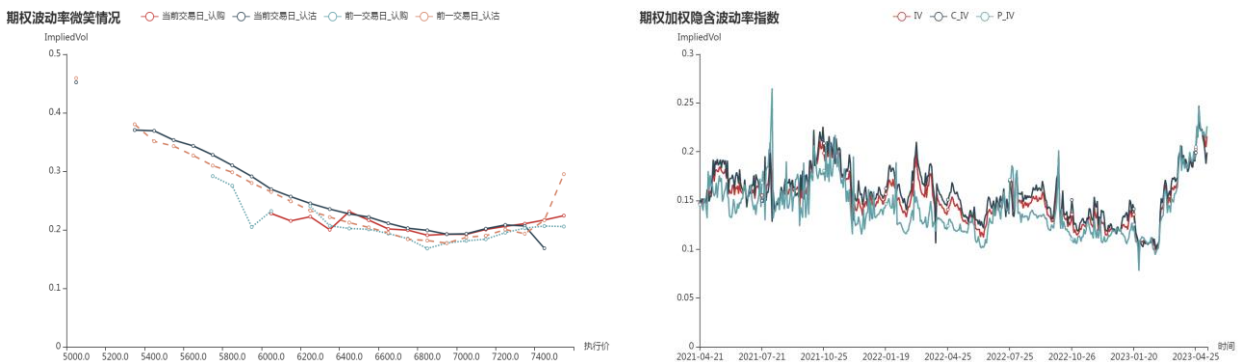 期权波动率微笑情况
当前交易日_认购 当前交易日_认沽 前一交易日_认购 前一交易日_认沽
ImpliedVol
0.5
0.4
0.3
0.2
0.1
0
5000.0 5200.0 5400.0 5600.0 5800.0 6000.0 6200.0 6400.0 6600.0 6800.0 7000.0 7200.0 7400.0
执行价
期权加权隐含波动率指数
IV C_IV P_IV
ImpliedVol
0.3
0.25
0.2
0.15
0.1
0.05
0
2021-04-21 2021-07-21 2021-10-25 2022-01-19 2022-04-25 2022-07-25 2022-10-26 2023-01-20 2023-04-25
时间